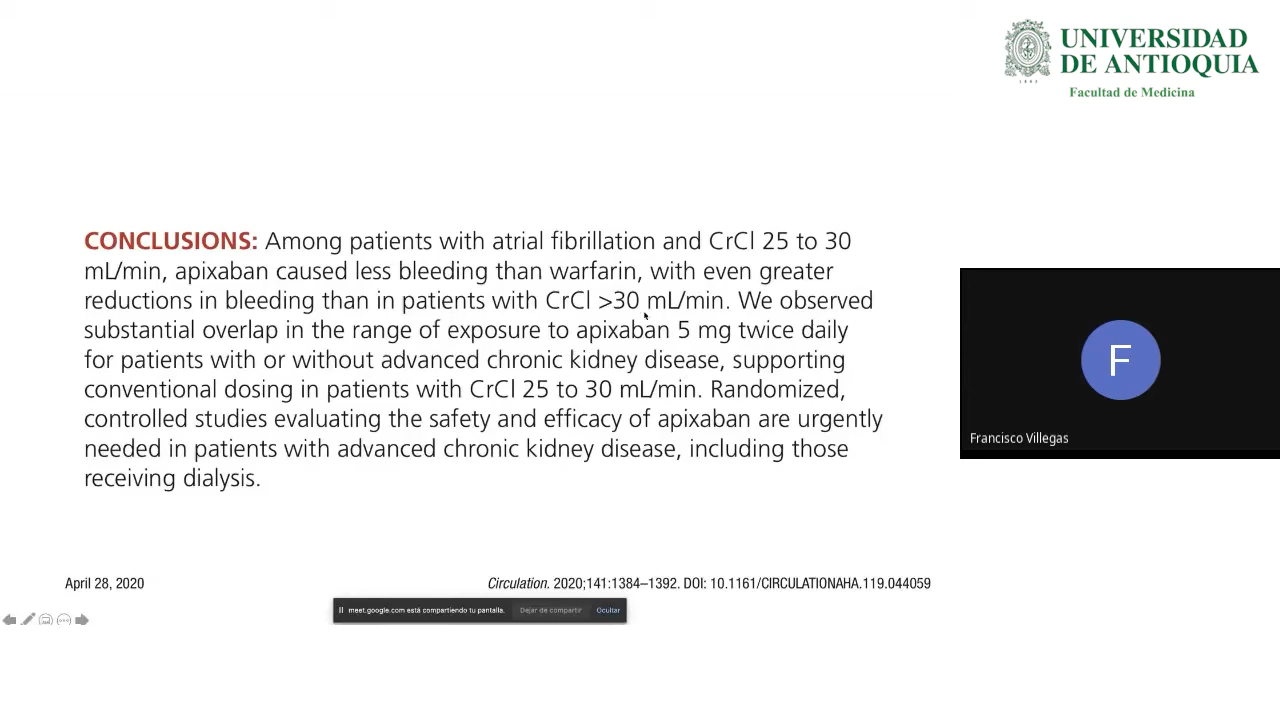 UNIVERSIDAD
DE ANTIOQUIA
1803
Facultad de Medicina
CONCLUSIONS: Among patients with atrial fibrillation and CrCl 25 to 30
mL/min, apixaban caused less bleeding than warfarin, with even greater
reductions in bleeding than in patients with CrCl >30 mL/min. We observed
substantial overlap in the range of exposure to apixaban 5 mg twice daily
for patients with or without advanced chronic kidney disease, supporting
conventional dosing in patients with CrCl 25 to 30 mL/min. Randomized,
controlled studies evaluating the safety and efficacy of apixaban are urgently
needed in patients with advanced chronic kidney disease, including those
receiving dialysis.
F
Francisco Villegas
April 28, 2020
Circulation. 2020;141:1384–1392. DOI: 10.1161/CIRCULATIONAHA.119.044059
meet.google.com está compartiendo tu pantalla.
Dejar de compartir
Ocultar